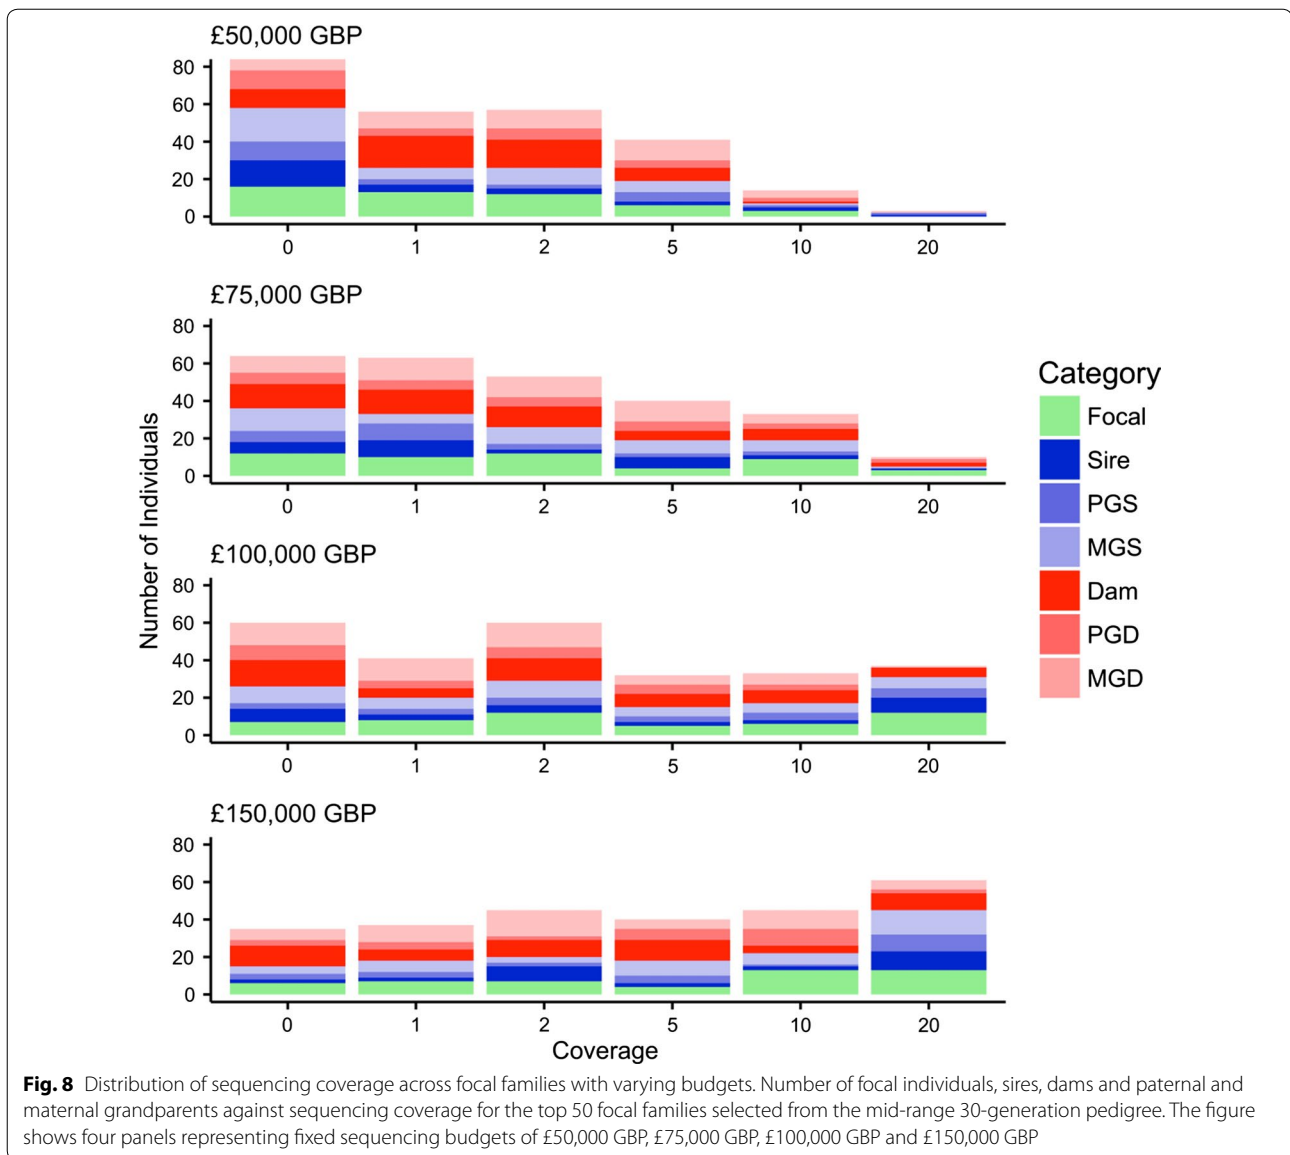 £50,000 GBP
80
60
40
20
0
0 1 2 5 10 20
£75,000 GBP
80
60
40
20
0
0 1 2 5 10 20
£100,000 GBP
80
60
40
20
0
0 1 2 5 10 20
£150,000 GBP
80
60
40
20
0
0 1 2 5 10 20
Number of Individuals
Coverage
Category
Focal
Sire
PGS
MGS
Dam
PGD
MGD
Fig. 8 Distribution of sequencing coverage across focal families with varying budgets. Number of focal individuals, sires, dams and paternal and
maternal grandparents against sequencing coverage for the top 50 focal families selected from the mid-range 30-generation pedigree. The figure
shows four panels representing fixed sequencing budgets of £50,000 GBP, £75,000 GBP, £100,000 GBP and £150,000 GBP